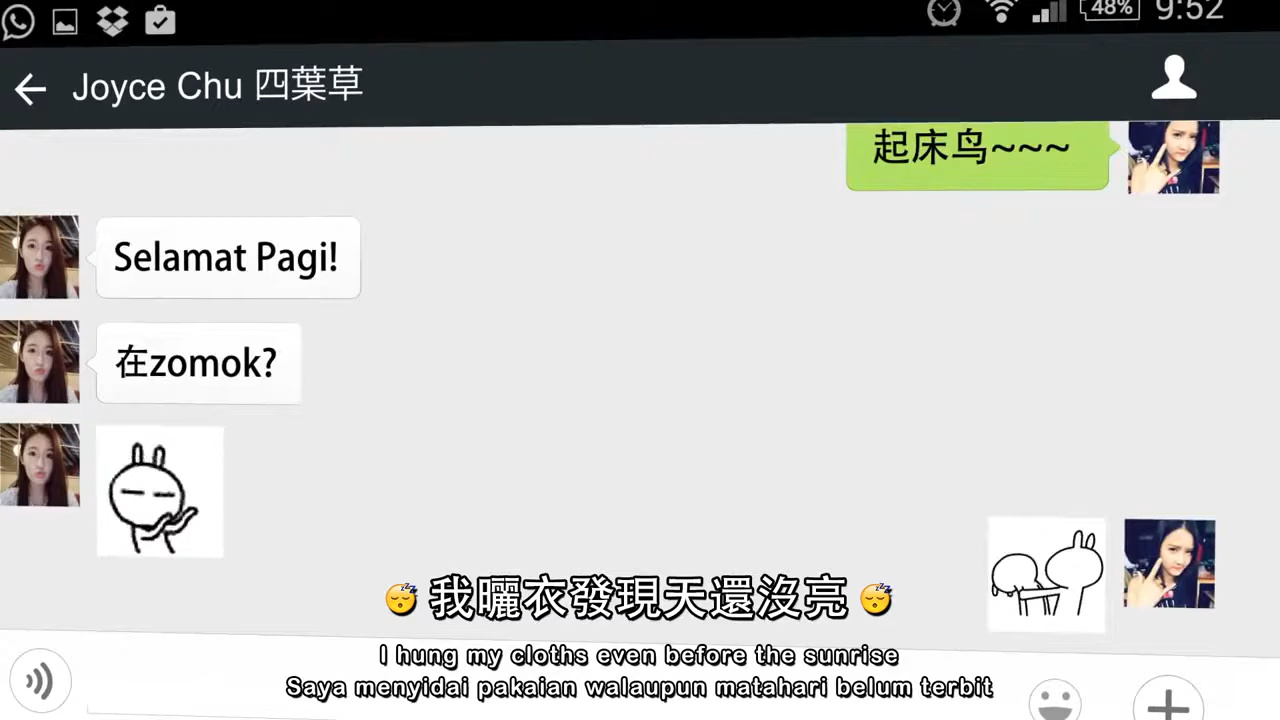 48% 9:52
Joyce Chu 四葉草
起床鸟~~~
Selamat Pagi!
在zomok?
我曬衣發現天還沒亮
I hung my cloths even before the sunrise
Saya menyidai pakaian walaupun matahari belum terbit